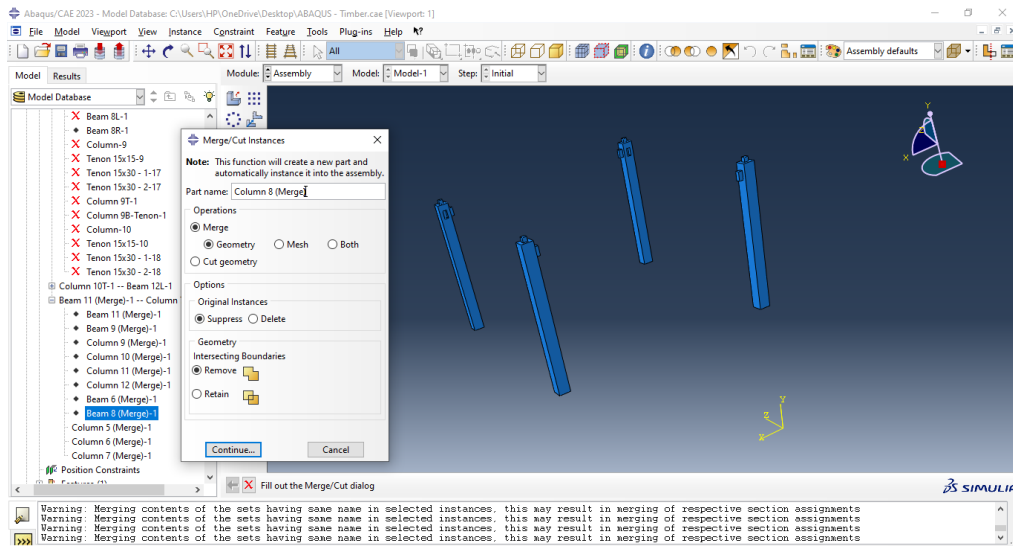 Abaqus/CAE 2023 - Model Database: C:\Users\HP\OneDrive\Desktop\ABAQUS - Timber.cae [Viewport: 1]
File Model Viewport View Instance Constraint Feature Tools Plug-ins Help
All Assembly defaults
Model Results Module: Assembly Model: Model-1 Step: Initial
Model Database
Beam 8L-1
Beam 8R-1
Column-9
Tenon 15x15-9
Tenon 15x30 - 1-17
Tenon 15x30 - 2-17
Column 9T-1
Column 9B-Tenon-1
Column-10
Tenon 15x15-10
Tenon 15x30 - 1-18
Tenon 15x30 - 2-18
Column 10T-1 -- Beam 12L-1
Beam 11 (Merge)-1 -- Column
Beam 11 (Merge)-1
Beam 9 (Merge)-1
Column 9 (Merge)-1
Column 10 (Merge)-1
Column 11 (Merge)-1
Column 12 (Merge)-1
Beam 6 (Merge)-1
Beam 8 (Merge)-1
Column 5 (Merge)-1
Column 6 (Merge)-1
Column 7 (Merge)-1
Position Constraints
Merge/Cut Instances
Note: This function will create a new part and
automatically instance it into the assembly.
Part name: Column 8 (Merge)
Operations
Merge
Geometry Mesh Both
Cut geometry
Options
Original Instances
Suppress Delete
Geometry
Intersecting Boundaries
Remove
Retain
Continue... Cancel
Y
X
Y
Z
X
Fill out the Merge/Cut dialog
SIMULIA
Warning: Merging contents of the sets having same name in selected instances, this may result in merging of respective section assignments
Warning: Merging contents of the sets having same name in selected instances, this may result in merging of respective section assignments
Warning: Merging contents of the sets having same name in selected instances, this may result in merging of respective section assignments
Warning: Merging contents of the sets having same name in selected instances, this may result in merging of respective section assignments